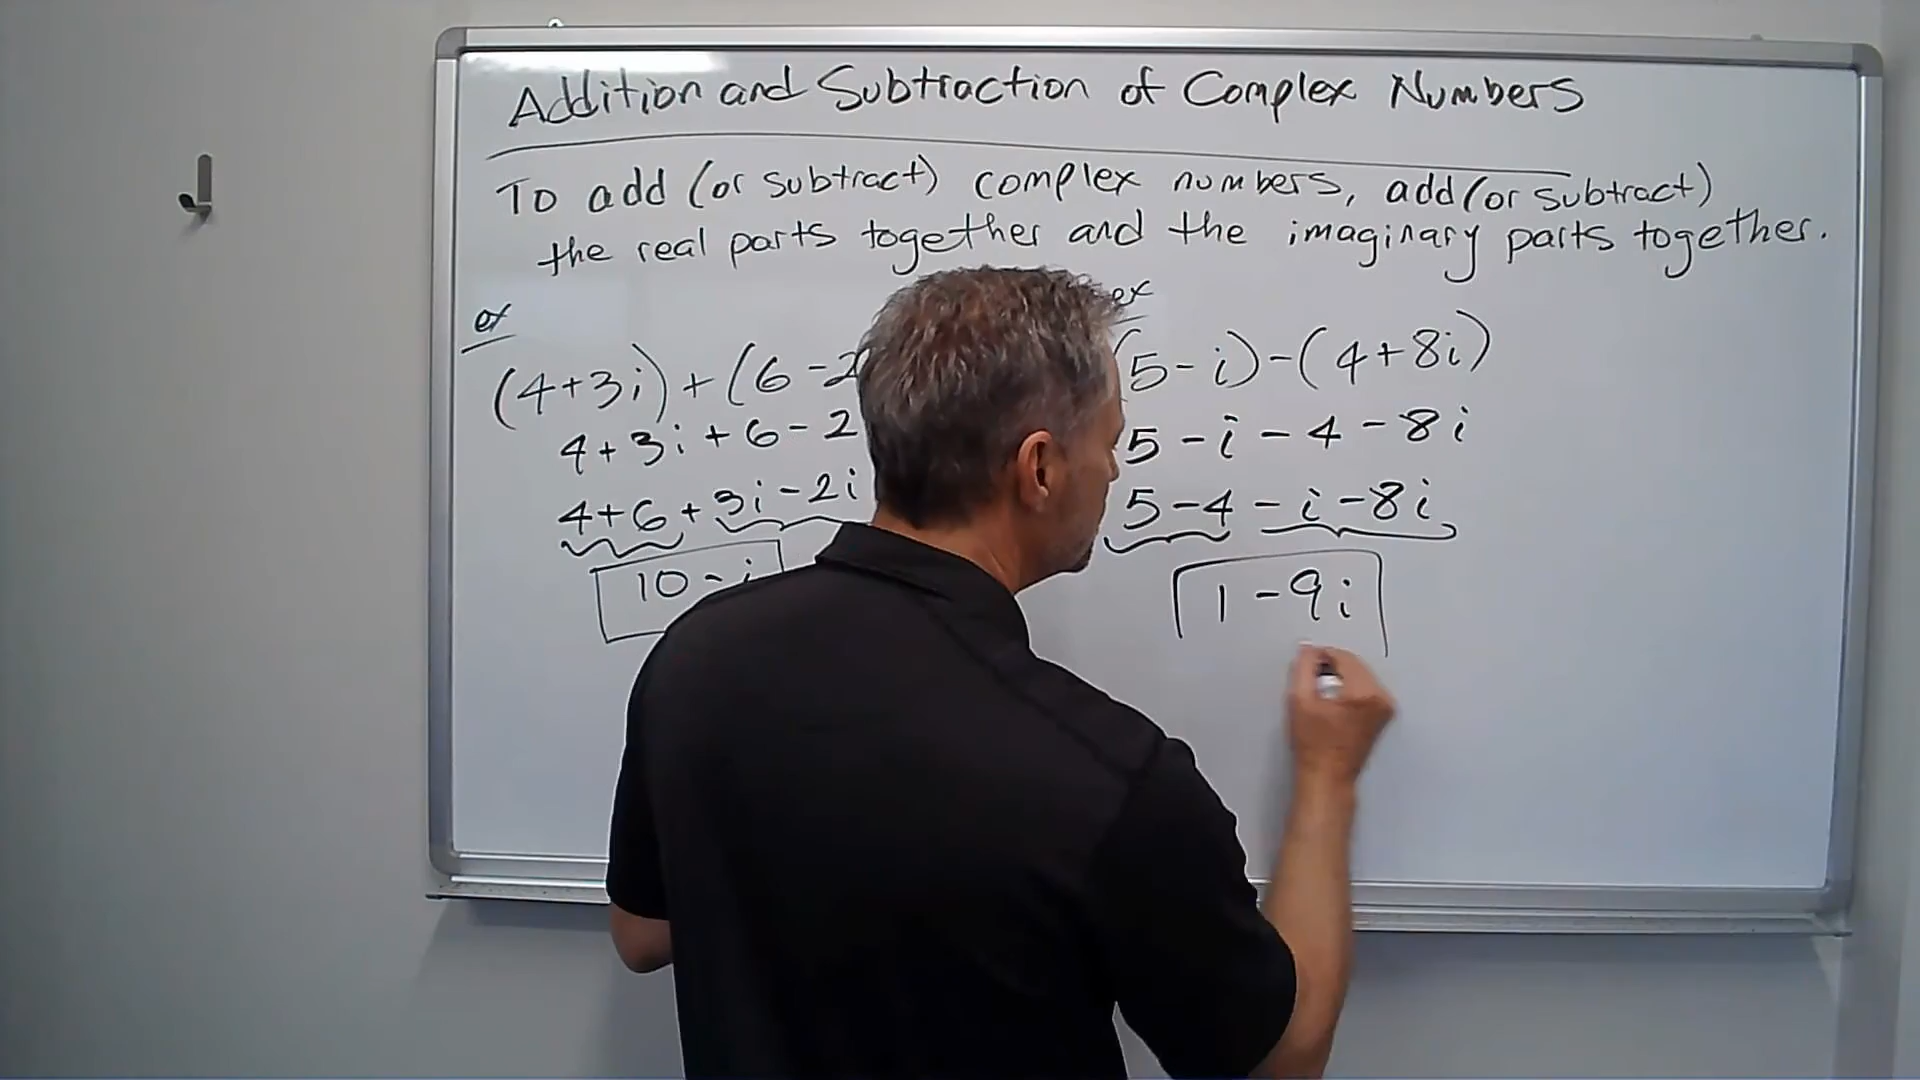 Addition and Subtraction of Complex Numbers
To add (or subtract) complex numbers, add (or subtract)
the real parts together and the imaginary parts together.
ex
(4+3i)+(6-2
4+3i+6-2
4+6+3i-2i
10-i
ex
(5-i)-(4+8i)
5-i-4-8i
5-4-i-8i
1-9i